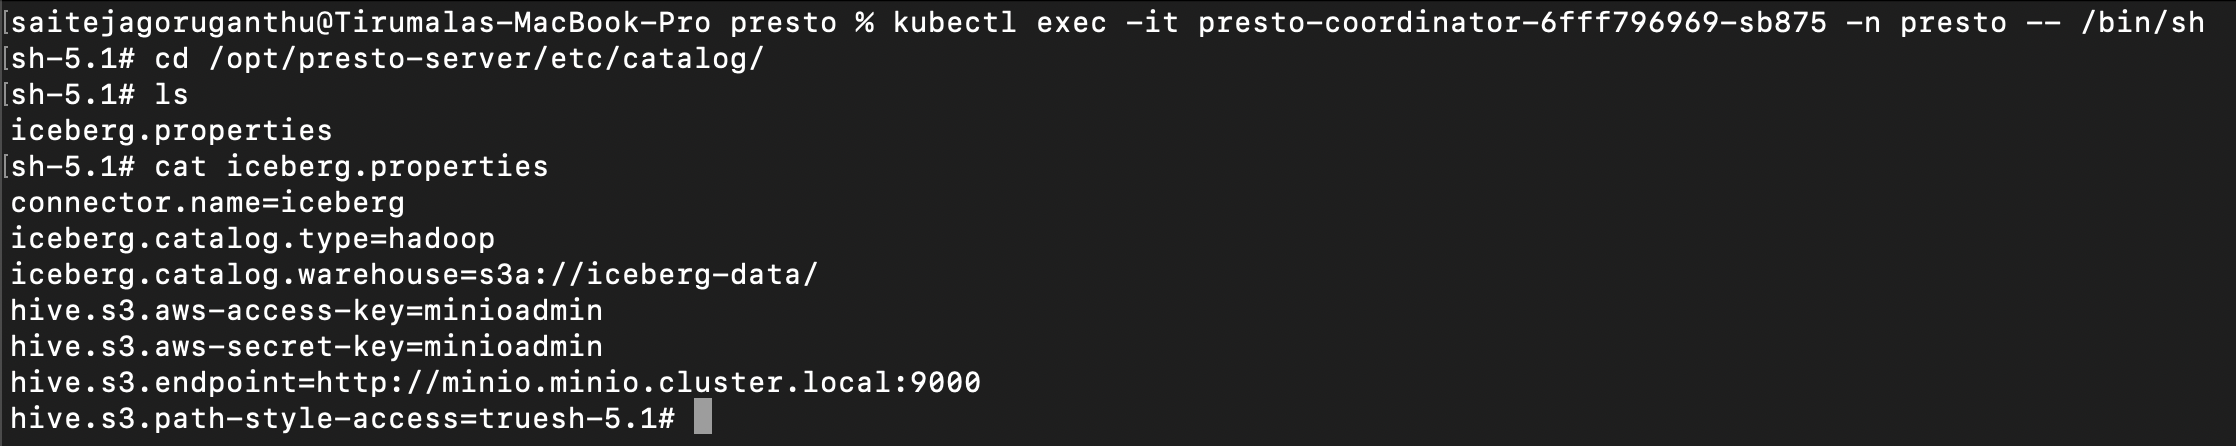 [saitejagoruganthu@Tirumalas-MacBook-Pro presto % kubectl exec -it presto-coordinator-6fff796969-sb875 -n presto -- /bin/sh
[sh-5.1# cd /opt/presto-server/etc/catalog/
[sh-5.1# ls
iceberg.properties
[sh-5.1# cat iceberg.properties
connector.name=iceberg
iceberg.catalog.type=hadoop
iceberg.catalog.warehouse=s3a://iceberg-data/
hive.s3.aws-access-key=minioadmin
hive.s3.aws-secret-key=minioadmin
hive.s3.endpoint=http://minio.minio.cluster.local:9000
hive.s3.path-style-access=truesh-5.1#